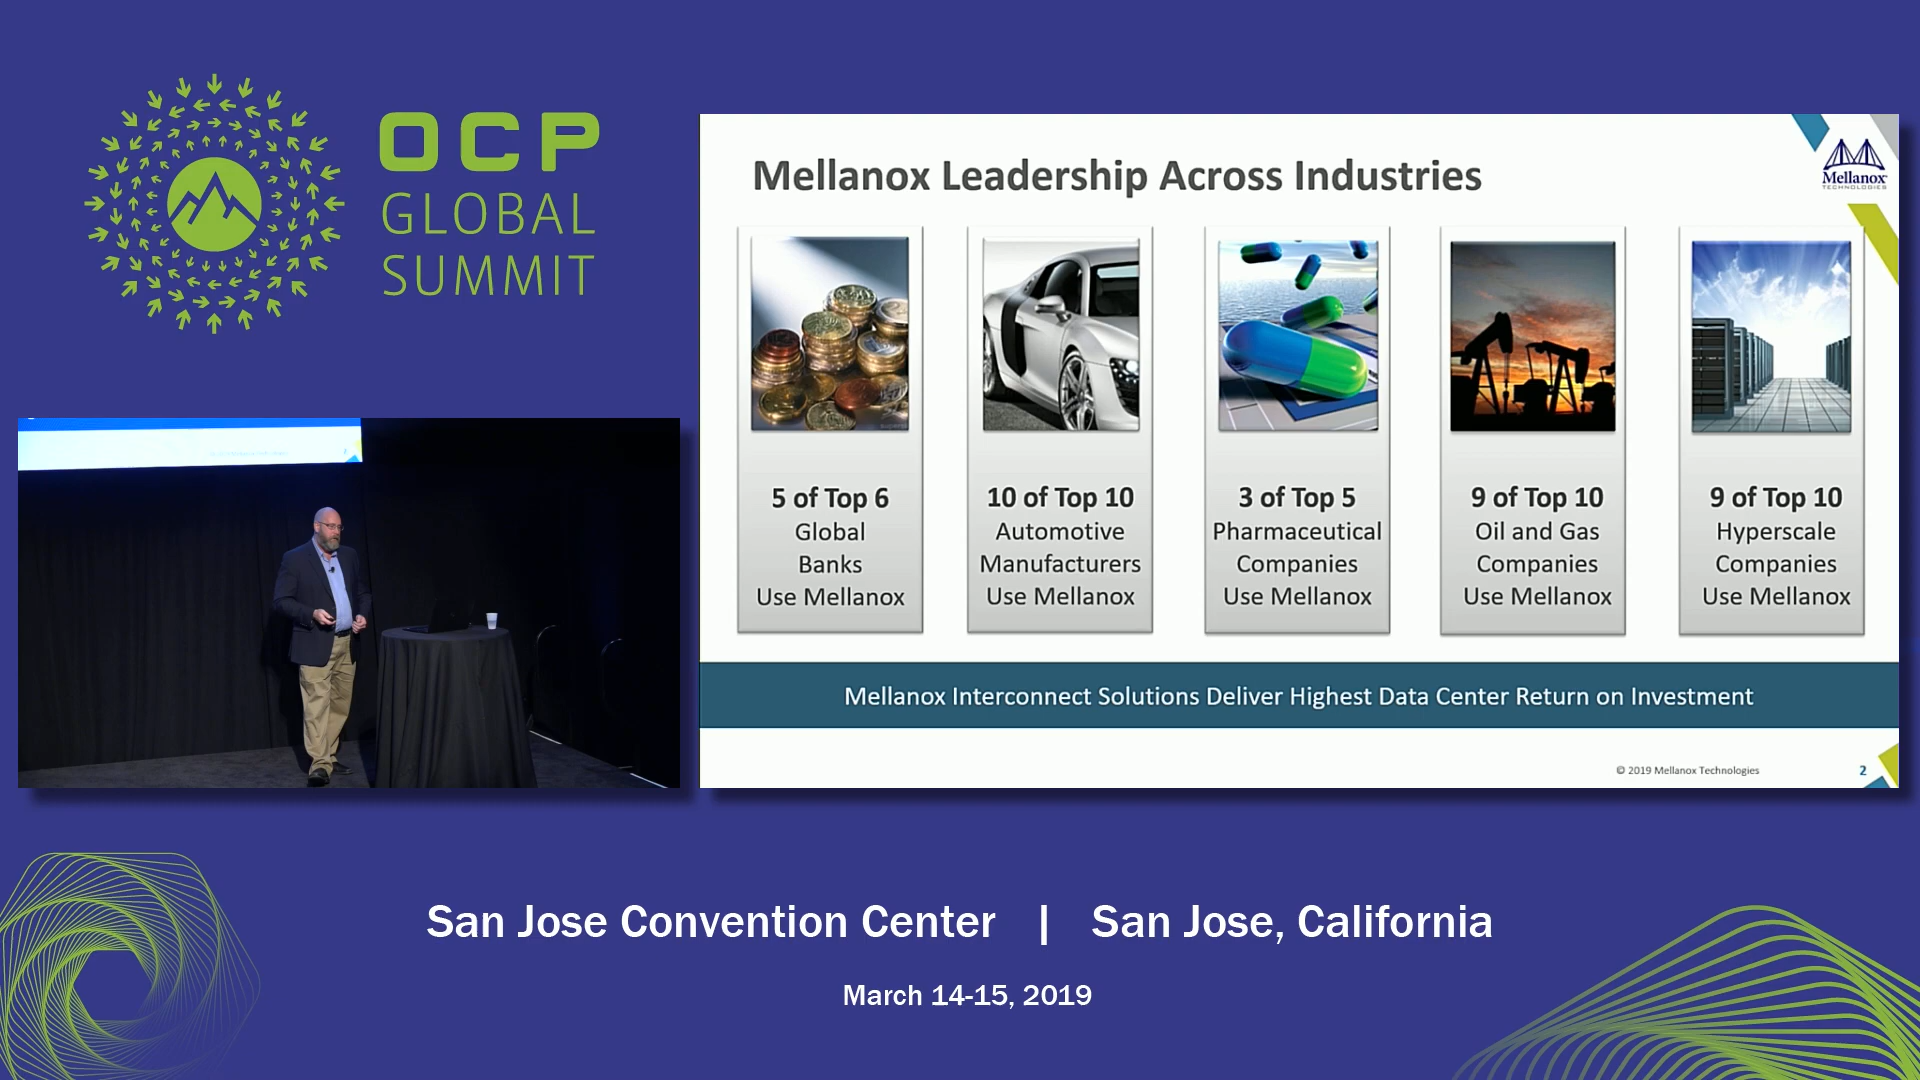 OCP
GLOBAL
SUMMIT
Mellanox Leadership Across Industries
Mellanox
TECHNOLOGIES
5 of Top 6
Global
Banks
Use Mellanox
10 of Top 10
Automotive
Manufacturers
Use Mellanox
3 of Top 5
Pharmaceutical
Companies
Use Mellanox
9 of Top 10
Oil and Gas
Companies
Use Mellanox
9 of Top 10
Hyperscale
Companies
Use Mellanox
Mellanox Interconnect Solutions Deliver Highest Data Center Return on Investment
© 2019 Mellanox Technologies
2
San Jose Convention Center | San Jose, California
March 14-15, 2019